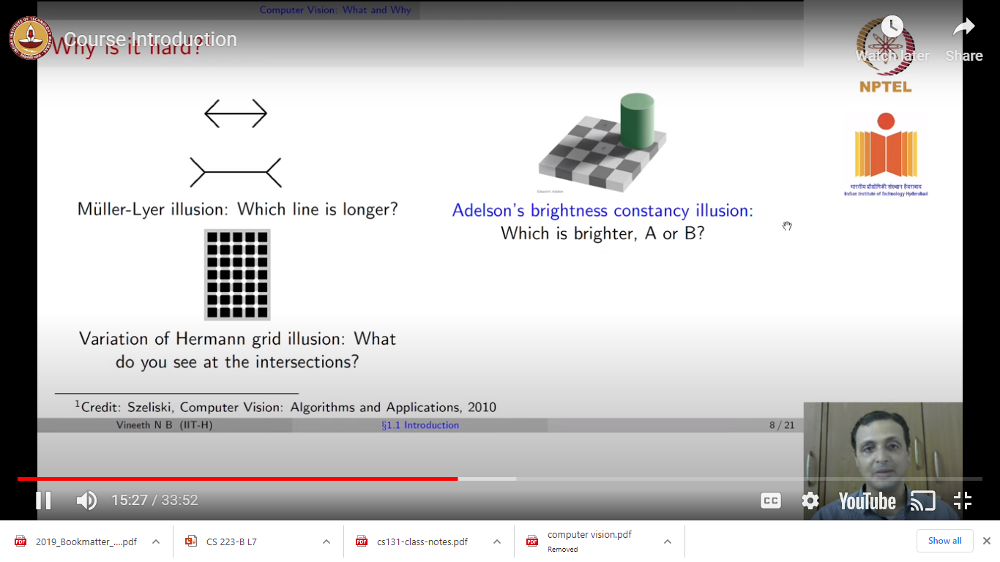 Computer Vision: What and Why
Course Introduction
Why is it hard?
Watch later
Share
NPTEL
भारतीय प्रौद्योगिकी संस्थान हैदराबाद
Indian Institute of Technology Hyderabad
Müller-Lyer illusion: Which line is longer?
Adelson's brightness constancy illusion:
Which is brighter, A or B?
Variation of Hermann grid illusion: What
do you see at the intersections?
1Credit: Szeliski, Computer Vision: Algorithms and Applications, 2010
Vineeth N B (IIT-H)
§1.1 Introduction
8 / 21
15:27 / 33:52
CC
YouTube
PDF
2019_Bookmatter_....pdf
CS 223-B L7
PDF
cs131-class-notes.pdf
PDF
computer vision.pdf
Removed
Show all